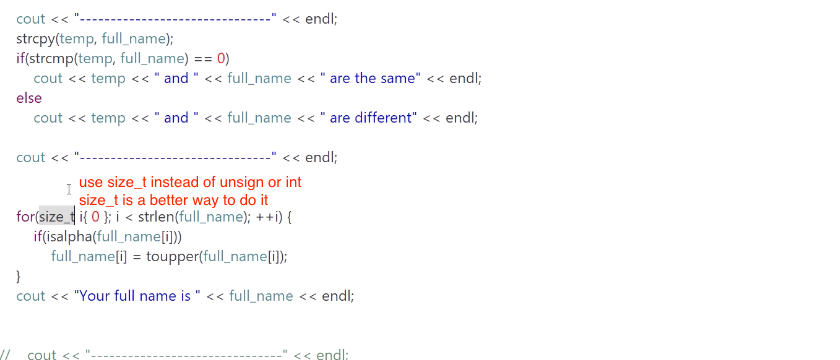 cout << "------------------------------" << endl;
strcpy(temp, full_name);
if(strcmp(temp, full_name) == 0)
cout << temp << " and " << full_name << " are the same" << endl;
else
cout << temp << " and " << full_name << " are different" << endl;
cout << "------------------------------" << endl;
use size_t instead of unsign or int
size_t is a better way to do it
for(size_t i{ 0 }; i < strlen(full_name); ++i) {
if(isalpha(full_name[i]))
full_name[i] = toupper(full_name[i]);
}
cout << "Your full name is " << full_name << endl;
// cout << "------------------------------" << endl;